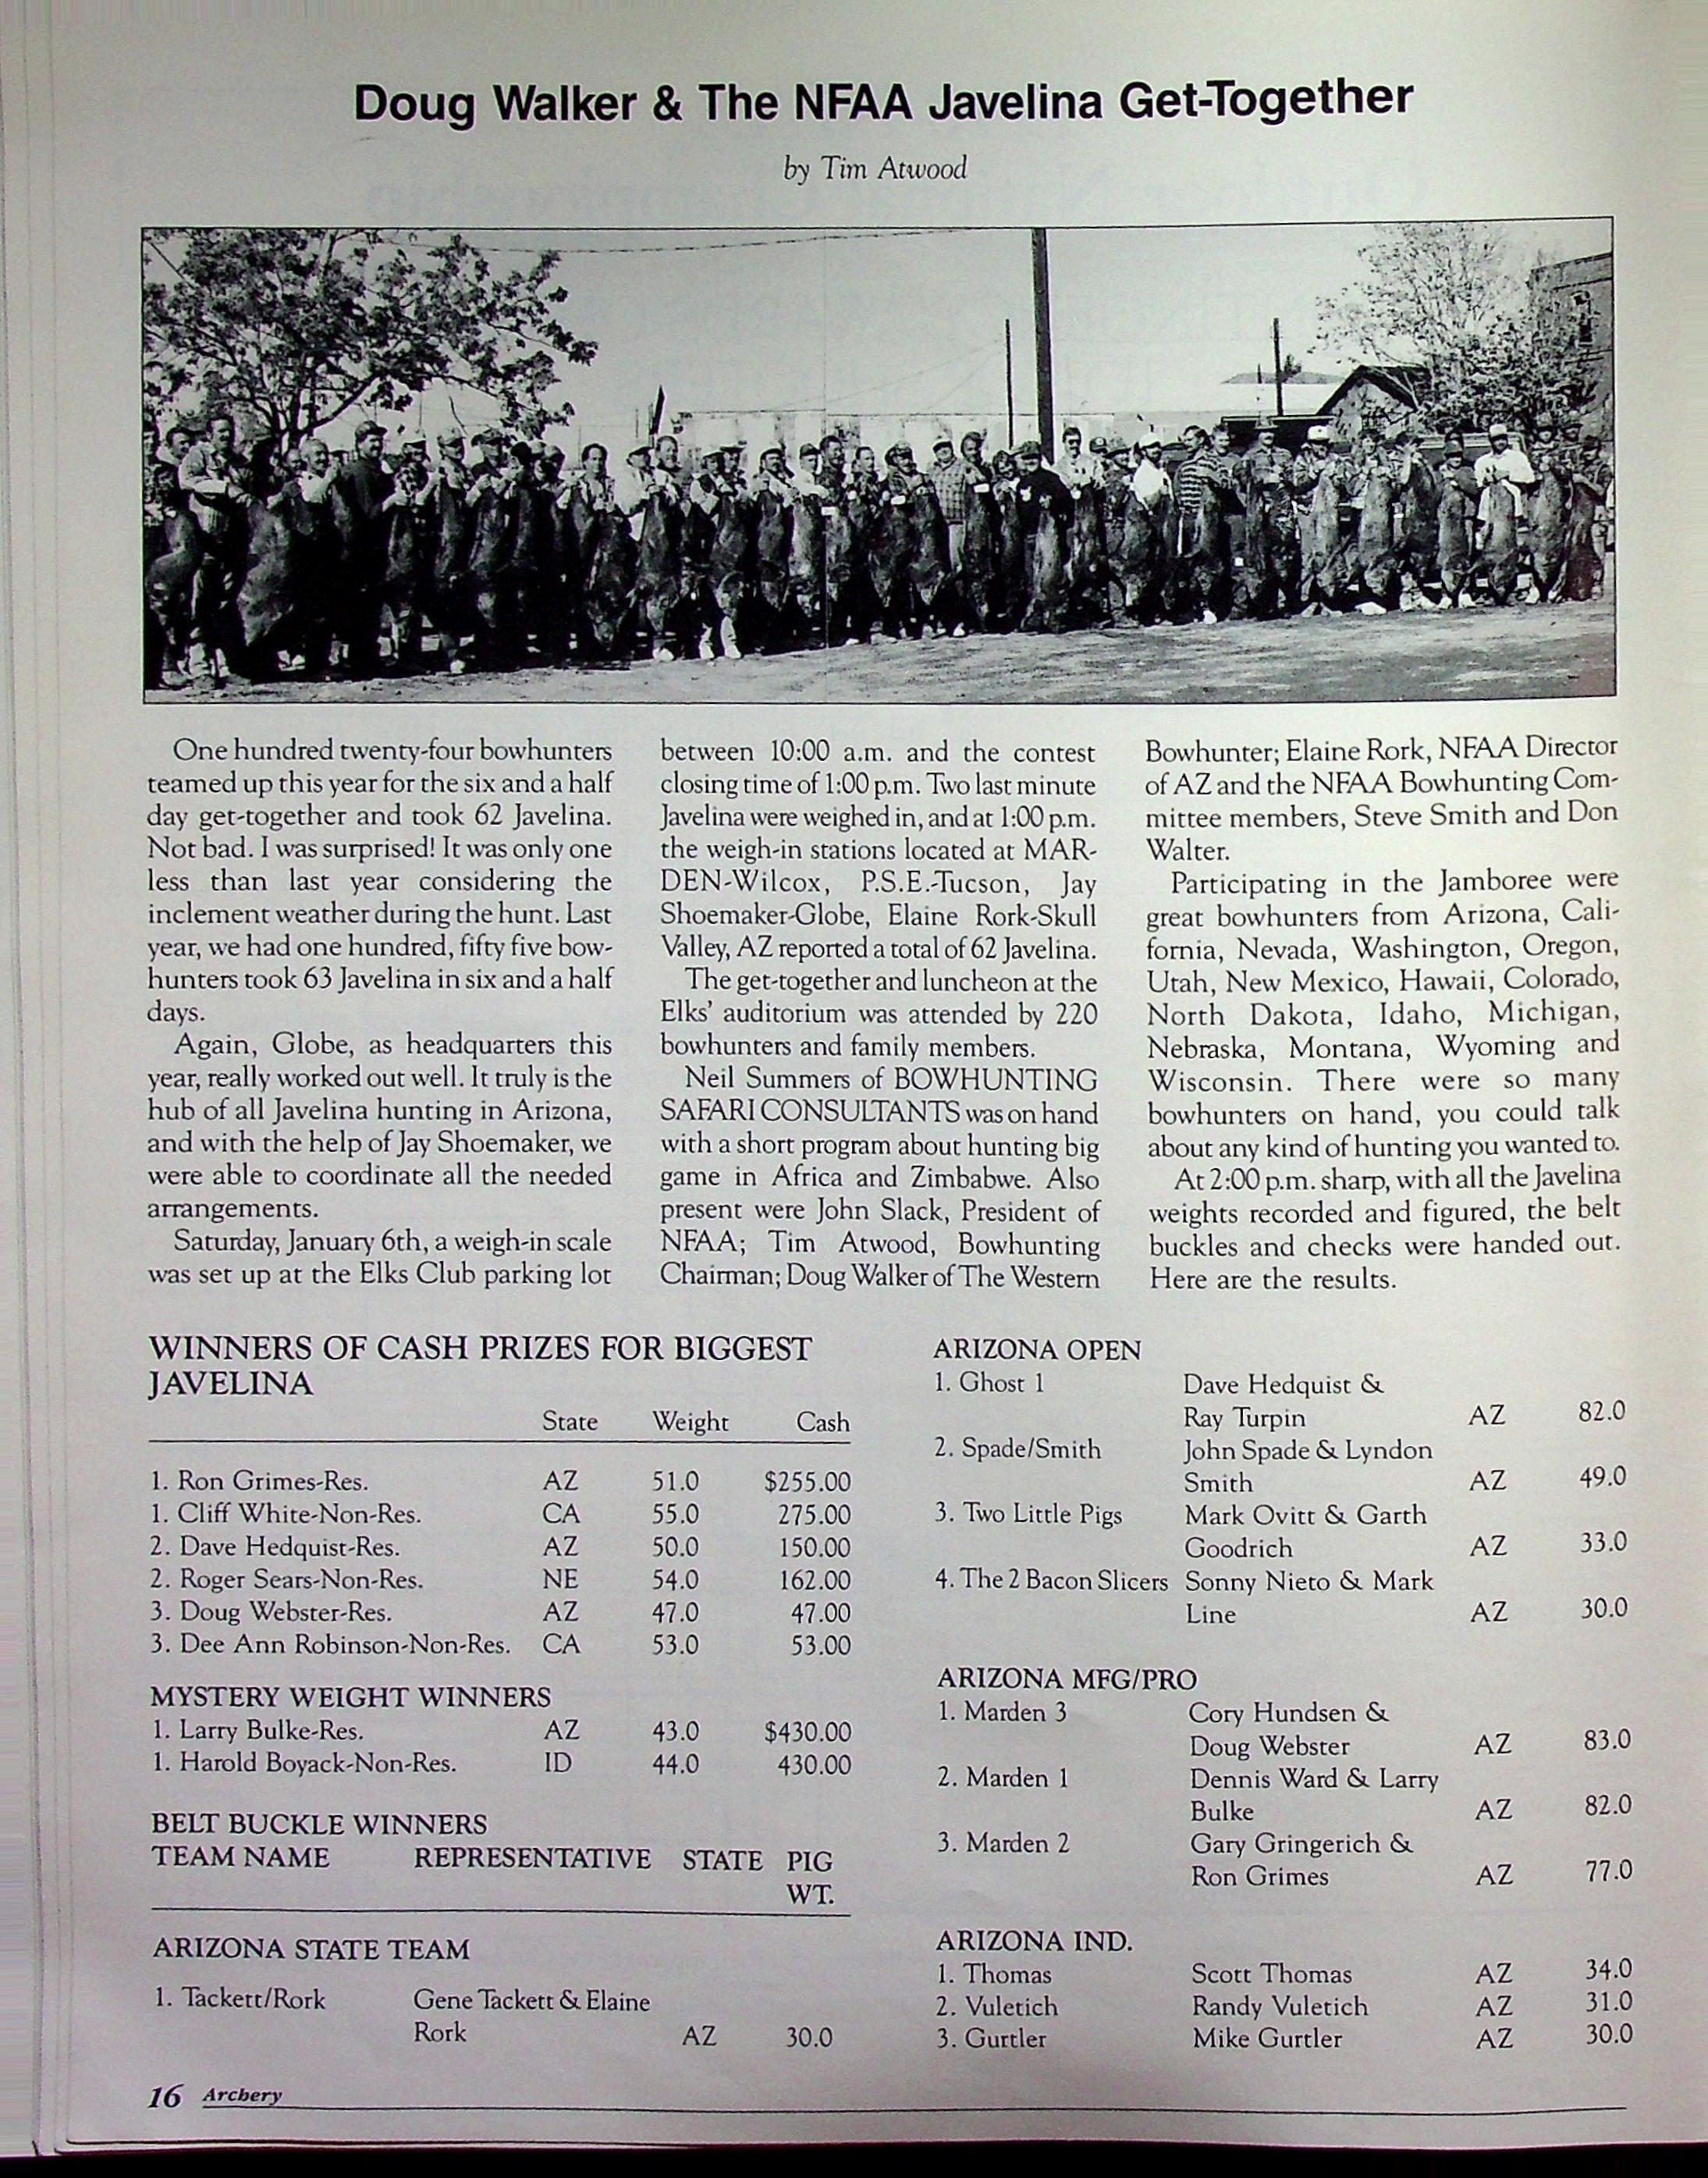 Doug Walker & The NFAA Javelina Get-Together
by Tim Atwood
One hundred twenty-four bowhunters
teamed up this year for the six and a half
day get-together and took 62 Javelina.
Not bad. I was surprised! It was only one
less than last year considering the
inclement weather during the hunt. Last
year, we had one hundred, fifty five bow-
hunters took 63 Javelina in six and a half
days.
Again, Globe, as headquarters this
year, really worked out well. It truly is the
hub of all Javelina hunting in Arizona,
and with the help of Jay Shoemaker, we
were able to coordinate all the needed
arrangements.
Saturday, January 6th, a weigh-in scale
was set up at the Elks Club parking lot
between 10:00 a.m. and the contest
closing time of 1:00 p.m. Two last minute
Javelina were weighed in, and at 1:00 p.m.
the weigh-in stations located at MAR-
DEN-Wilcox, P.S.E.-Tucson, Jay
Shoemaker-Globe, Elaine Rork-Skull
Valley, AZ reported a total of 62 Javelina.
The get-together and luncheon at the
Elks' auditorium was attended by 220
bowhunters and family members.
Neil Summers of BOWHUNTING
SAFARI CONSULTANTS was on hand
with a short program about hunting big
game in Africa and Zimbabwe. Also
present were John Slack, President of
NFAA; Tim Atwood, Bowhunting
Chairman; Doug Walker of The Western
Bowhunter; Elaine Rork, NFAA Director
of AZ and the NFAA Bowhunting Com-
mittee members, Steve Smith and Don
Walter.
Participating in the Jamboree were
great bowhunters from Arizona, Cali-
fornia, Nevada, Washington, Oregon,
Utah, New Mexico, Hawaii, Colorado,
North Dakota, Idaho, Michigan,
Nebraska, Montana, Wyoming and
Wisconsin. There were so many
bowhunters on hand, you could talk
about any kind of hunting you wanted to.
At 2:00 p.m. sharp, with all the Javelina
weights recorded and figured, the belt
buckles and checks were handed out.
Here are the results.
WINNERS OF CASH PRIZES FOR BIGGEST
JAVELINA
State Weight Cash
1. Ron Grimes-Res. AZ 51.0 $255.00
1. Cliff White-Non-Res. CA 55.0 275.00
2. Dave Hedquist-Res. AZ 50.0 150.00
2. Roger Sears-Non-Res. NE 54.0 162.00
3. Doug Webster-Res. AZ 47.0 47.00
3. Dee Ann Robinson-Non-Res. CA 53.0 53.00
MYSTERY WEIGHT WINNERS
1. Larry Bulke-Res. AZ 43.0 $430.00
1. Harold Boyack-Non-Res. ID 44.0 430.00
BELT BUCKLE WINNERS
TEAM NAME REPRESENTATIVE STATE PIG
WT.
ARIZONA STATE TEAM
1. Tackett/Rork Gene Tackett & Elaine
Rork AZ 30.0
ARIZONA OPEN
1. Ghost 1 Dave Hedquist &
Ray Turpin AZ 82.0
2. Spade/Smith John Spade & Lyndon
Smith AZ 49.0
3. Two Little Pigs Mark Ovitt & Garth
Goodrich AZ 33.0
4. The 2 Bacon Slicers Sonny Nieto & Mark
Line AZ 30.0
ARIZONA MFG/PRO
1. Marden 3 Cory Hundsen &
Doug Webster AZ 83.0
2. Marden 1 Dennis Ward & Larry
Bulke AZ 82.0
3. Marden 2 Gary Gringerich &
Ron Grimes AZ 77.0
ARIZONA IND.
1. Thomas Scott Thomas AZ 34.0
2. Vuletich Randy Vuletich AZ 31.0
3. Gurtler Mike Gurtler AZ 30.0
16 Archery